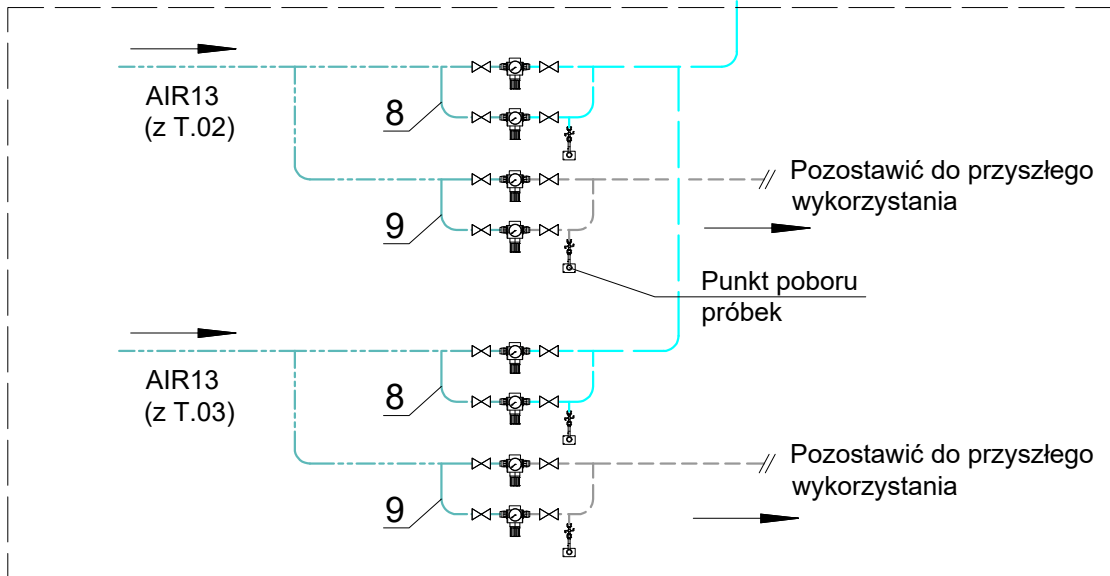 AIR13
(z T.02)
8
9
Pozostawić do przyszłego
wykorzystania
Punkt poboru
próbek
AIR13
(z T.03)
8
9
Pozostawić do przyszłego
wykorzystania